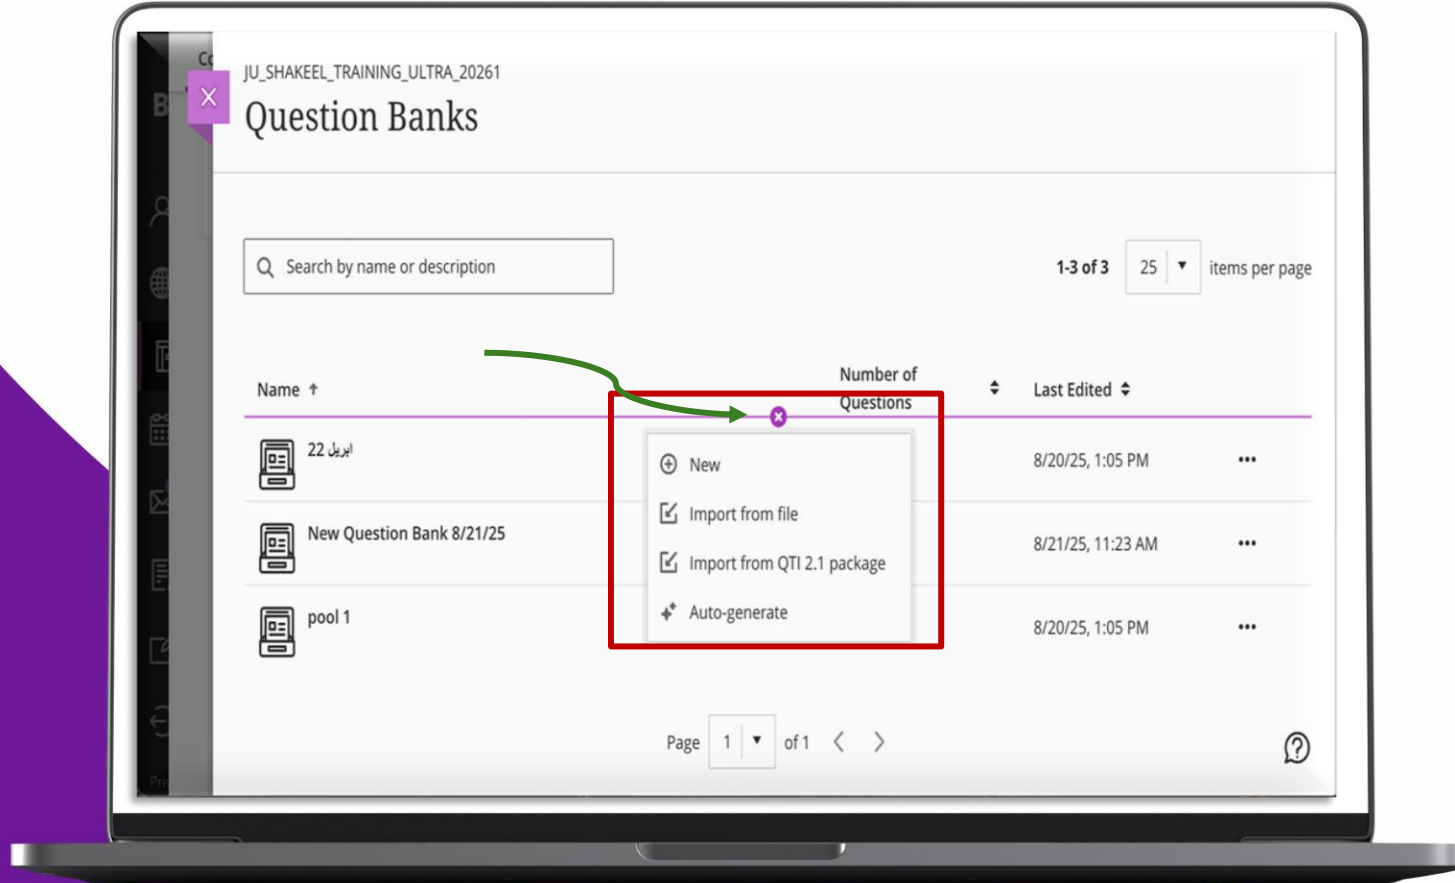 Co
JU_SHAKEEL_TRAINING_ULTRA_20261
B
Question Banks
Search by name or description
1-3 of 3 25 items per page
Name Number of Questions Last Edited
ابريل 22
8/20/25, 1:05 PM
New Question Bank 8/21/25
8/21/25, 11:23 AM
pool 1
8/20/25, 1:05 PM
New
Import from file
Import from QTI 2.1 package
Auto-generate
Page 1 of 1
Pri